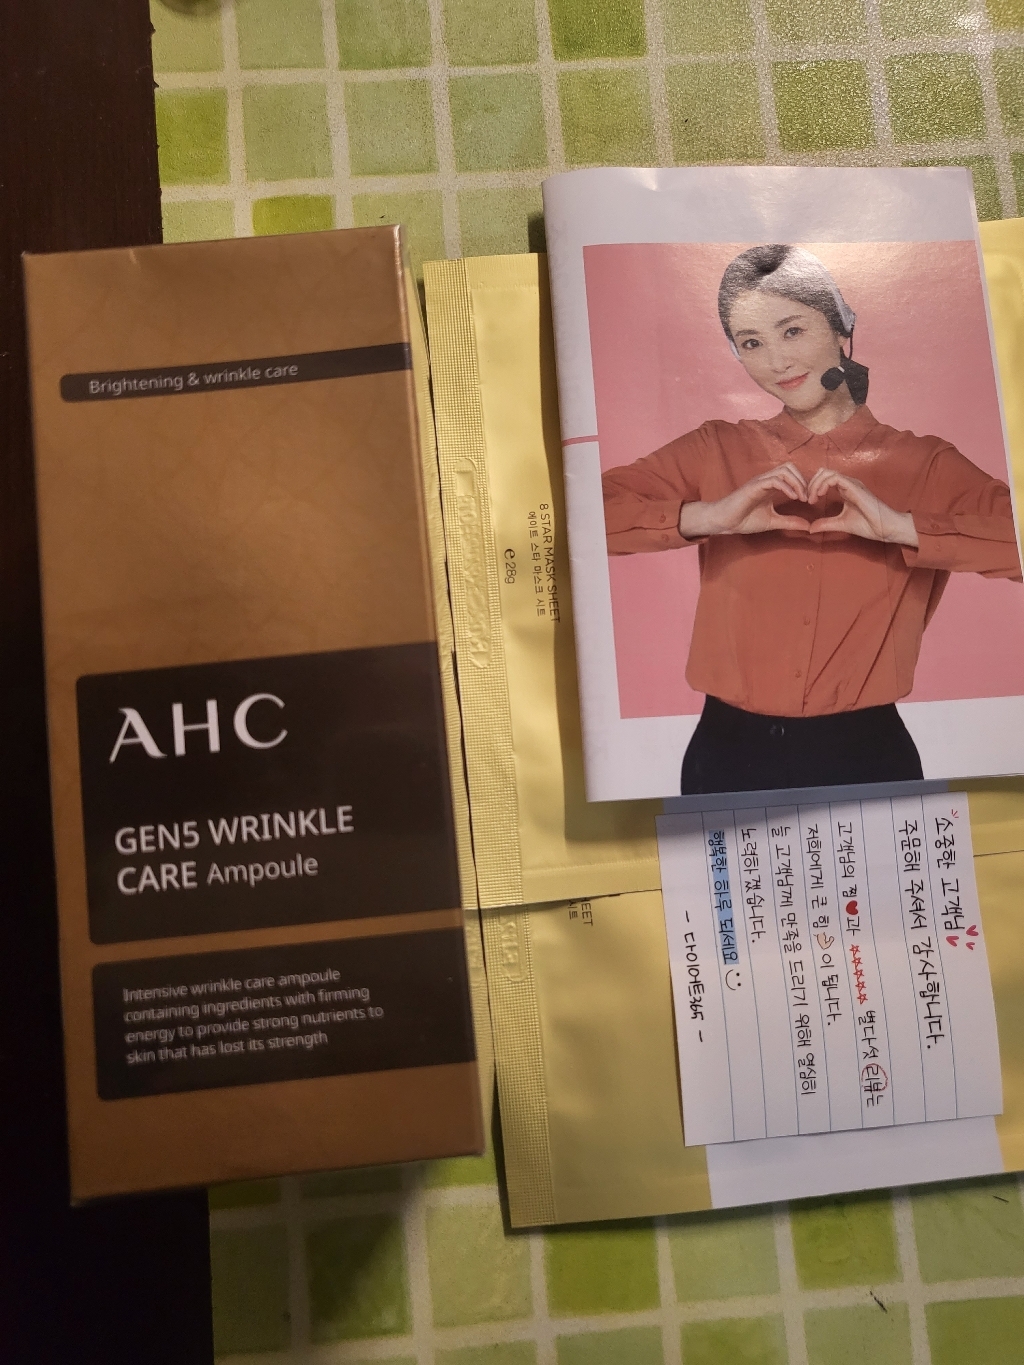 Brightening & wrinkle care
AHC
GEN5 WRINKLE
CARE Ampoule
Intensive wrinkle care ampoule
containing ingredients with firming
energy to provide strong nutrients to
skin that has lost its strength
8 STAR MASK SHEET
에이트 스타 마스크 시트
e 28g
SHEET
시트
소중한 고객님
주문해 주셔서 감사합니다.
고객님의 찜♥과 ☆☆☆☆☆ 별다섯 리뷰는
저희에게 큰 힘이 됩니다.
늘 고객님께 만족을 드리기 위해 열심히
노력하겠습니다.
행복한 하루 되세요 :)
- 다이어트365 -